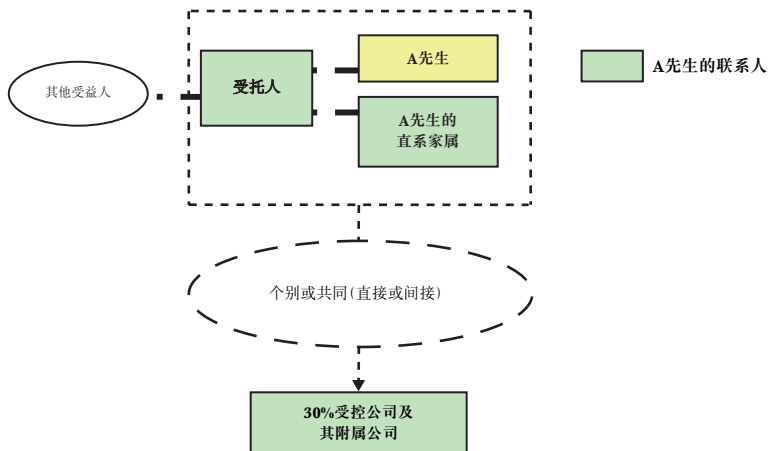 A先生
受托人
A先生的联系人
其他受益人
A先生的
直系家属
个别或共同(直接或间接)
30%受控公司及
其附属公司